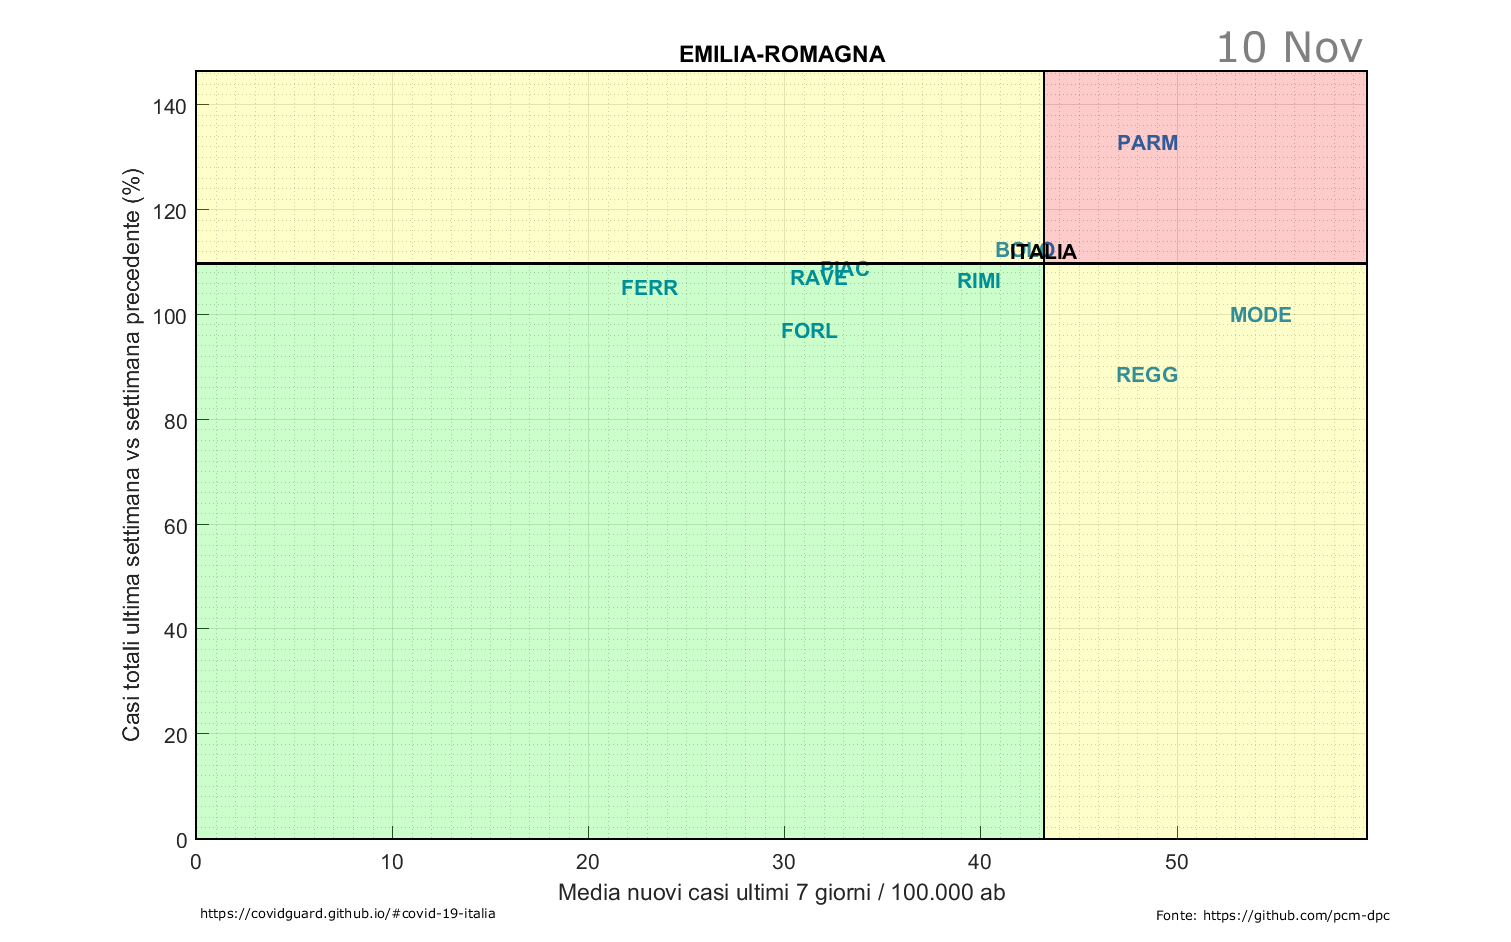 10 Nov
EMILIA-ROMAGNA
Casi totali ultima settimana vs settimana precedente (%)
140
120
100
80
60
40
20
0
PARM
BOLO
ITALIA
PIAC
RAVE
RIMI
FERR
MODE
FORL
REGG
0 10 20 30 40 50
Media nuovi casi ultimi 7 giorni / 100.000 ab
https://covidguard.github.io/#covid-19-italia
Fonte: https://github.com/pcm-dpc